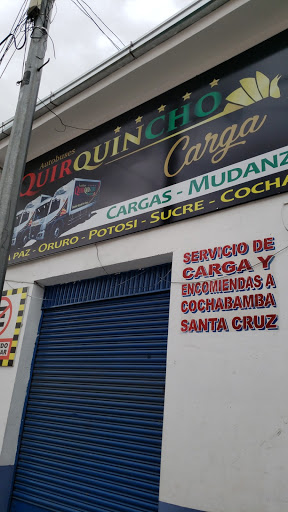 Autobuses
QUIRQUINCHO
Carga
CARGAS - MUDANZ
A PAZ - ORURO - POTOSI - SUCRE - COCHA
SERVICIO DE
CARGA Y
ENCOMIENDAS A
COCHABAMBA
SANTA CRUZ